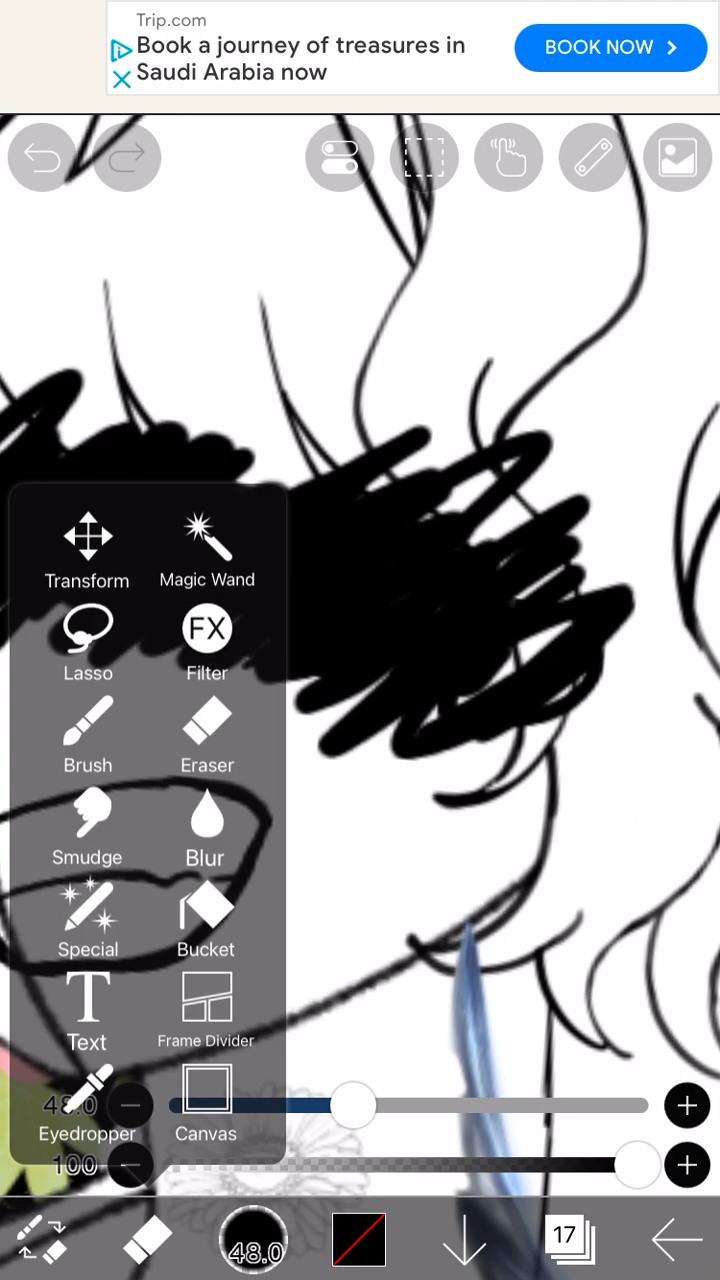 Trip.com
Book a journey of treasures in
Saudi Arabia now
BOOK NOW
Transform
Magic Wand
Lasso
FX
Filter
Brush
Eraser
Smudge
Blur
Special
Bucket
T
Text
Frame Divider
48.0
Eyedropper
Canvas
100
48.0
17